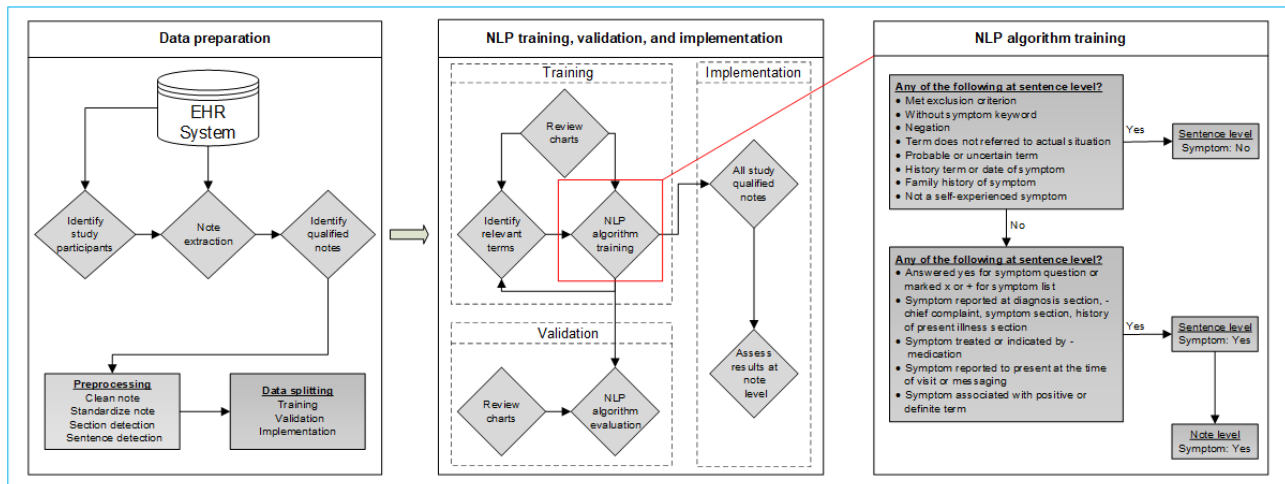 Data preparation
EHR
System
Identify
study
participants
Note
extraction
Identify
qualified
notes
Preprocessing
Clean note
Standardize note
Section detection
Sentence detection
Data splitting
Training
Validation
Implementation
NLP training, validation, and implementation
Training
Review
charts
Identify
relevant
terms
NLP
algorithm
training
Validation
Review
charts
NLP
algorithm
evaluation
Implementation
All study
qualified
notes
Assess
results at
note
level
NLP algorithm training
Any of the following at sentence level?
● Met exclusion criterion
● Without symptom keyword
● Negation
● Term does not referred to actual situation
● Probable or uncertain term
● History term or date of symptom
● Family history of symptom
● Not a self-experienced symptom
Yes
Sentence level
Symptom: No
No
Any of the following at sentence level?
● Answered yes for symptom question or
marked x or + for symptom list
● Symptom reported at diagnosis section, -
chief complaint, symptom section, history
of present illness section
● Symptom treated or indicated by -
medication
● Symptom reported to present at the time
of visit or messaging
● Symptom associated with positive or
definite term
Yes
Sentence level
Symptom: Yes
Note level
Symptom: Yes